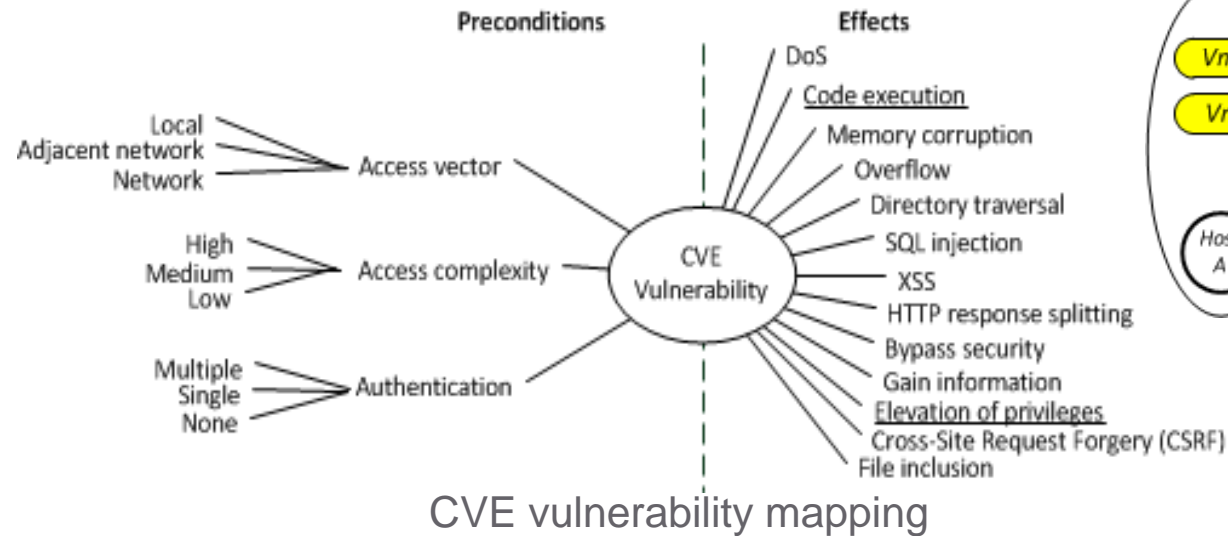 Preconditions
Effects
Local
Adjacent network
Network
Access vector
High
Medium
Low
Access complexity
Multiple
Single
None
Authentication
CVE
Vulnerability
DoS
Code execution
Memory corruption
Overflow
Directory traversal
SQL injection
XSS
HTTP response splitting
Bypass security
Gain information
Elevation of privileges
Cross-Site Request Forgery (CSRF)
File inclusion
A
CVE vulnerability mapping